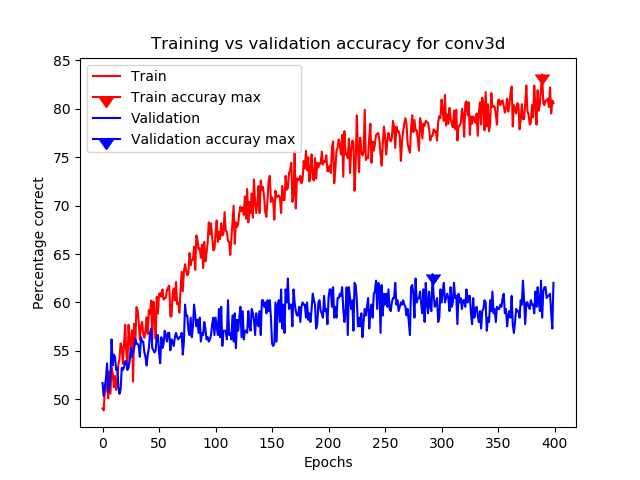 Training vs validation accuracy for conv3d
Train
Train accuray max
Validation
Validation accuray max
85
80
75
70
65
60
55
50
Percentage correct
0 50 100 150 200 250 300 350 400
Epochs